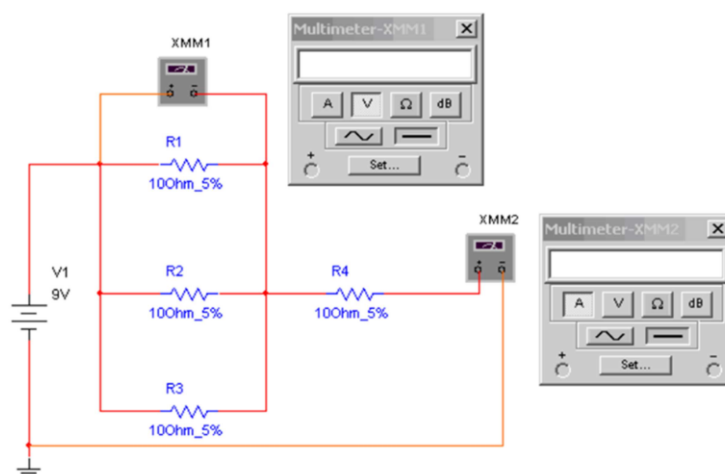 XMM1
Multimeter-XMM1
A V Ω dB
Set...
+ -
R1
10Ohm_5%
XMM2
Multimeter-XMM2
A V Ω dB
Set...
+ -
V1
9V
R2
10Ohm_5%
R4
10Ohm_5%
R3
10Ohm_5%